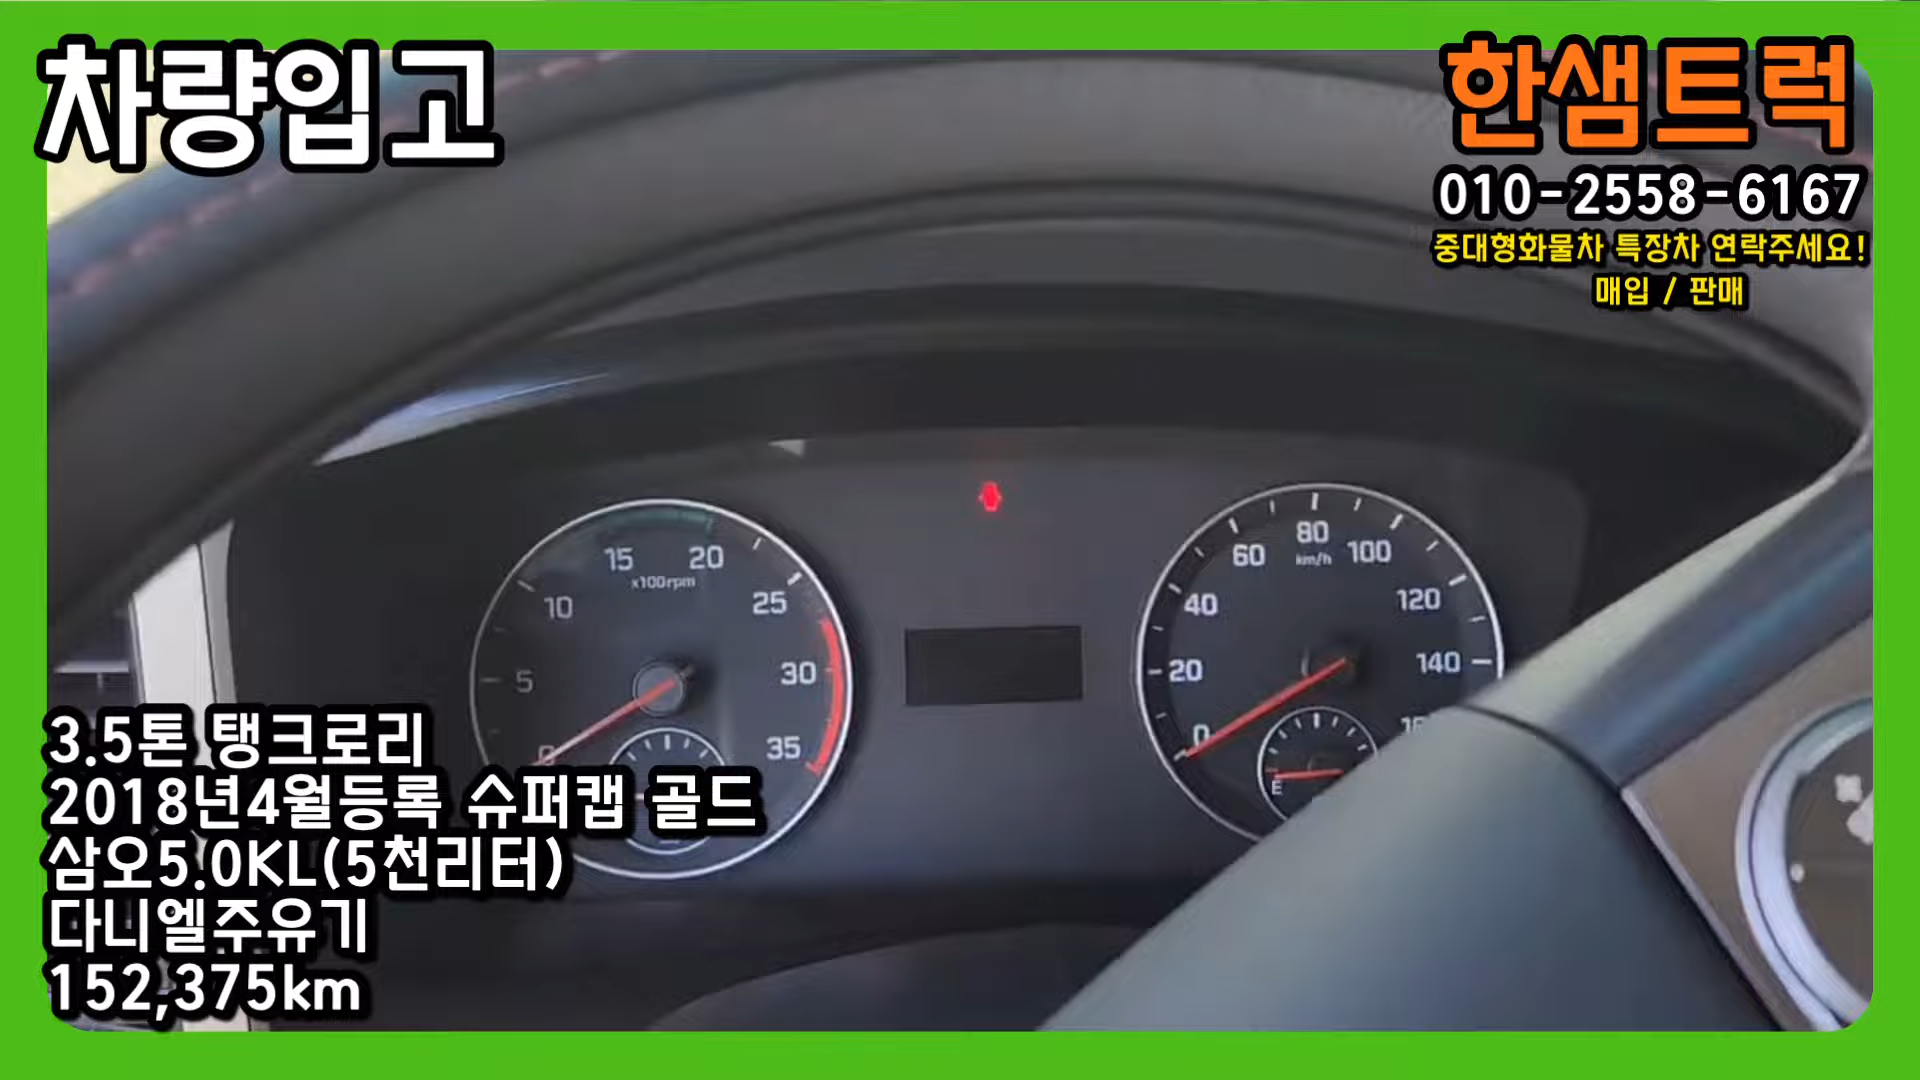 차량입고
한샘트럭
010-2558-6167
중대형화물차 특장차 연락주세요!
매입 / 판매
0
5
10
15
20
25
30
35
x100rpm
0
20
40
60
80
100
120
140
km/h
E
3.5톤 탱크로리
2018년4월등록 슈퍼캡 골드
삼오5.0KL(5천리터)
다니엘주유기
152,375km